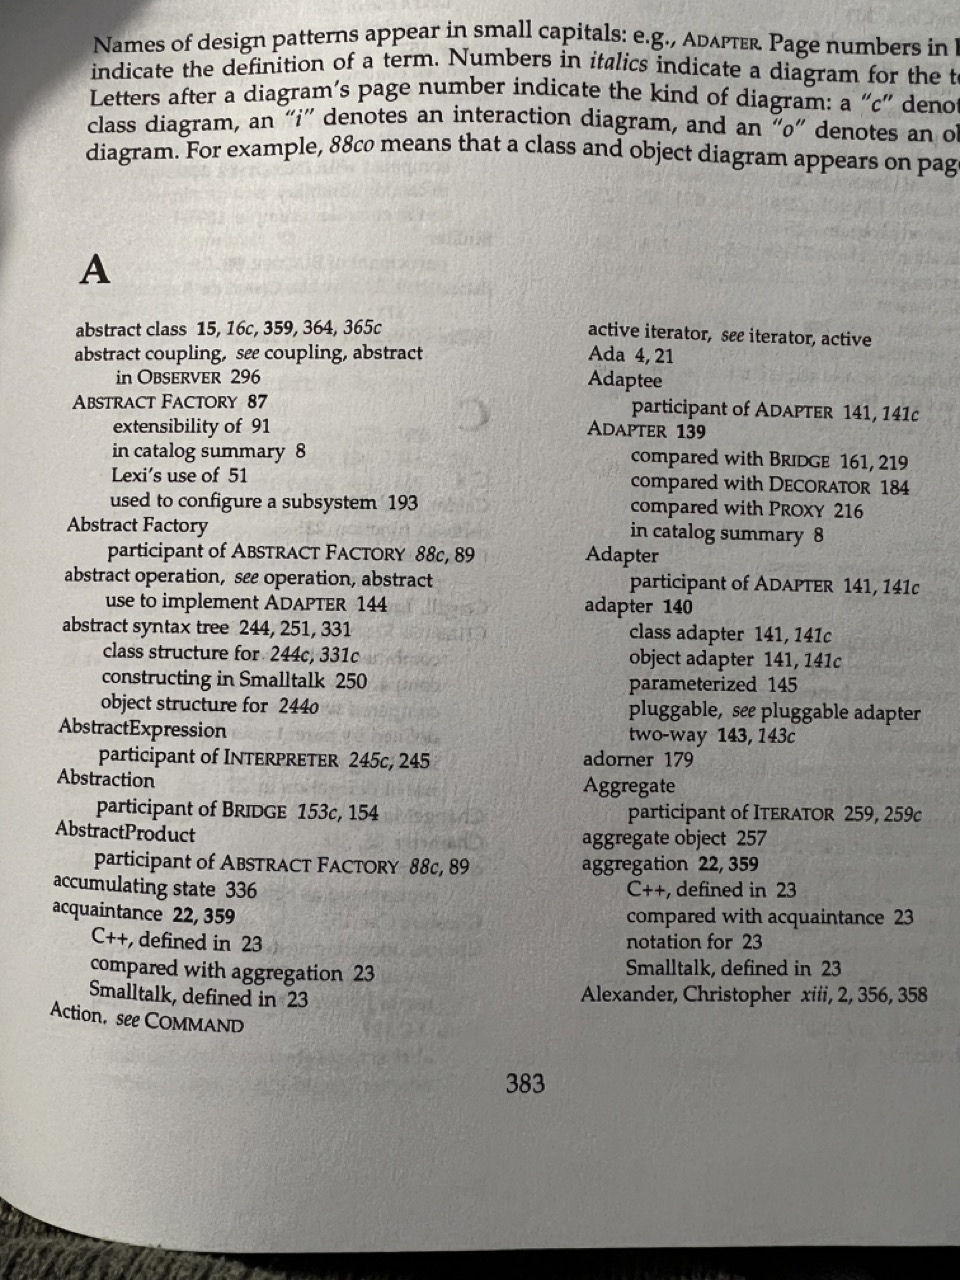 Names of design patterns appear in small capitals: e.g., ADAPTER. Page numbers in
indicate the definition of a term. Numbers in italics indicate a diagram for the
Letters after a diagram's page number indicate the kind of diagram: a "c"
class diagram, an "i" denotes an interaction diagram, and an "o" denotes an
diagram. For example, 88co means that a class and object diagram appears on
A
abstract class 15, 16c, 359, 364, 365c
abstract coupling, see coupling, abstract
in OBSERVER 296
ABSTRACT FACTORY 87
extensibility of 91
in catalog summary 8
Lexi's use of 51
used to configure a subsystem 193
Abstract Factory
participant of ABSTRACT FACTORY 88c, 89
abstract operation, see operation, abstract
use to implement ADAPTER 144
abstract syntax tree 244, 251, 331
class structure for 244c, 331c
constructing in Smalltalk 250
object structure for 244o
AbstractExpression
participant of INTERPRETER 245c, 245
Abstraction
participant of BRIDGE 153c, 154
AbstractProduct
participant of ABSTRACT FACTORY 88c, 89
accumulating state 336
acquaintance 22, 359
C++, defined in 23
compared with aggregation 23
Smalltalk, defined in 23
Action, see COMMAND
active iterator, see iterator, active
Ada 4, 21
Adaptee
participant of ADAPTER 141, 141c
ADAPTER 139
compared with BRIDGE 161, 219
compared with DECORATOR 184
compared with PROXY 216
in catalog summary 8
Adapter
participant of ADAPTER 141, 141c
adapter 140
class adapter 141, 141c
object adapter 141, 141c
parameterized 145
pluggable, see pluggable adapter
two-way 143, 143c
adorner 179
Aggregate
participant of ITERATOR 259, 259c
aggregate object 257
aggregation 22, 359
C++, defined in 23
compared with acquaintance 23
notation for 23
Smalltalk, defined in 23
Alexander, Christopher xiii, 2, 356, 358
383